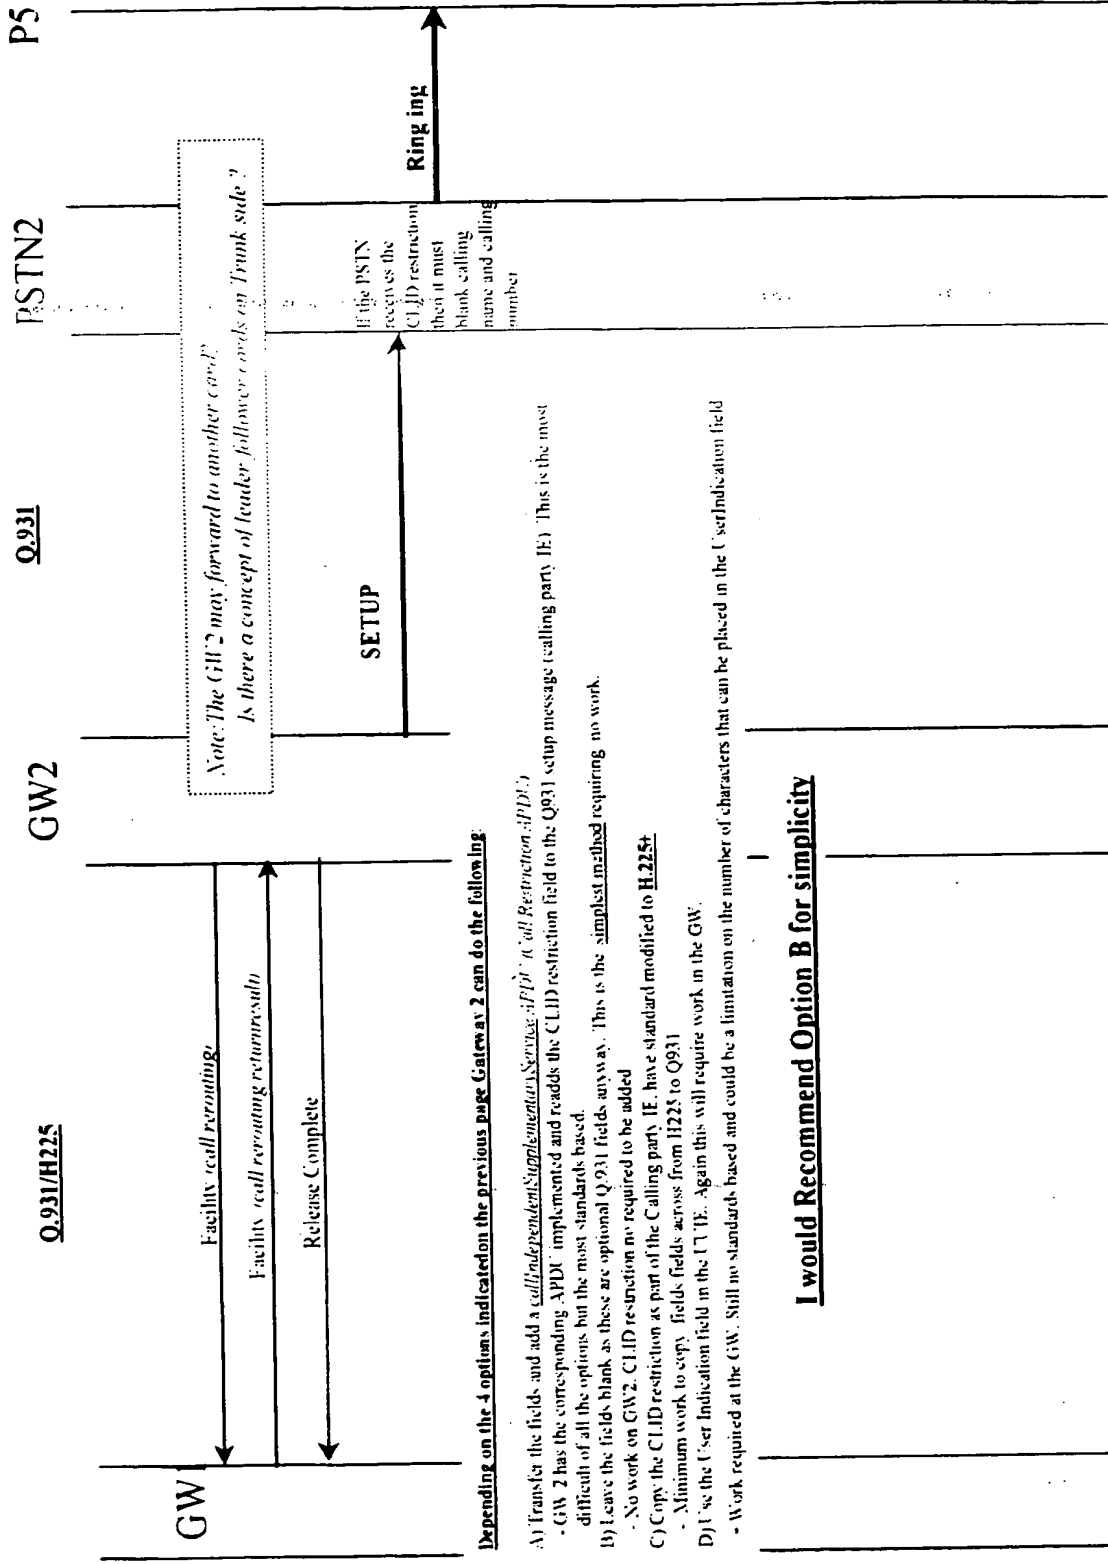 Q.931/H225
Q.931
GW
GW2
PSTN2
P5
Note: The GW2 may forward to another card?
Is there a concept of leader follower cards on Trunk side ?
Facility (call rerouting)
Facility (call rerouting returnresult)
Release Complete
SETUP
If the PSTN
receives the
CLID restriction
then it must
blank calling
name and calling
number
Ring ing
Depending on the 4 options indicatedon the previous page Gateway 2 can do the following:
A) Transfer the fields and add a callIndependentSupplementaryService APDU (Call Restriction APDU)
- GW 2 has the corresponding APDU implemented and readds the CLID restriction field to the Q931 setup message (calling party IE) This is the most
difficult of all the options but the most standards based.
B) Leave the fields blank as these are optional Q.931 fields anyway. This is the simplest method requiring no work.
- No work on GW2. CLID restriction no required to be added
C) Copy the CLID restriction as part of the Calling party IE. have standard modified to H.225+
- Minimum work to copy fields fields across from H225 to Q931
D) Use the User Indication field in the UUIE. Again this will require work in the GW.
- Work required at the GW. Still no standards based and could be a limitation on the number of characters that can be placed in the UserIndication field
I would Recommend Option B for simplicity